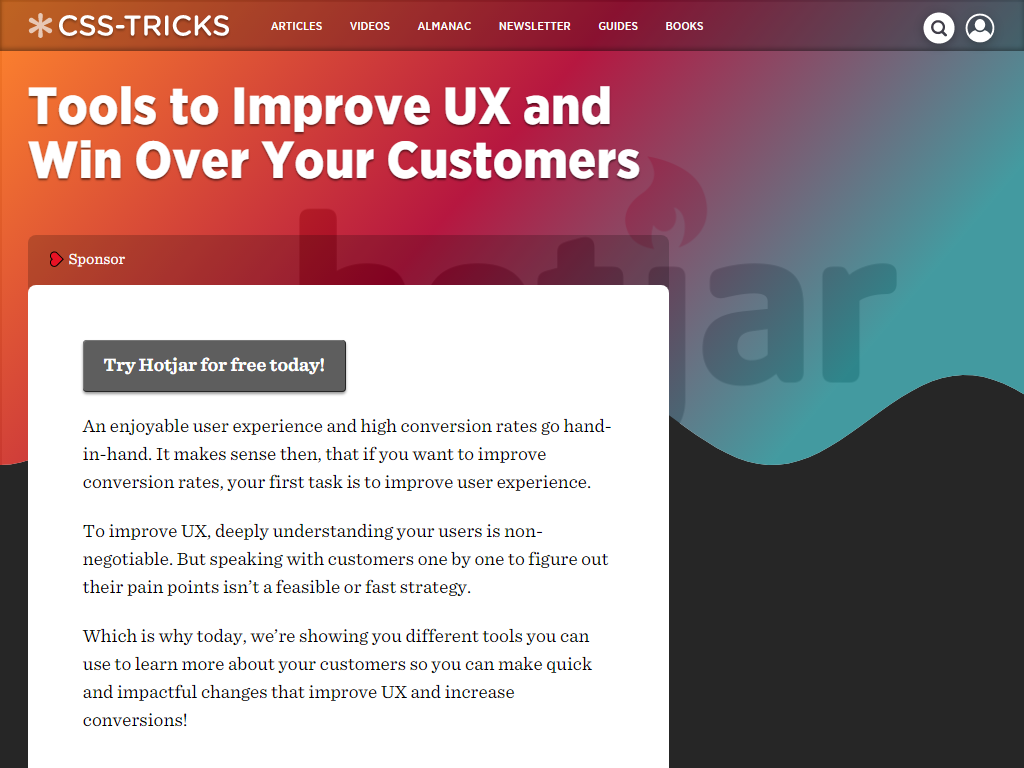 CSS-TRICKS
ARTICLES VIDEOS ALMANAC NEWSLETTER GUIDES BOOKS
Tools to Improve UX and
Win Over Your Customers
hotjar
Sponsor
Try Hotjar for free today!
An enjoyable user experience and high conversion rates go hand-
in-hand. It makes sense then, that if you want to improve
conversion rates, your first task is to improve user experience.
To improve UX, deeply understanding your users is non-
negotiable. But speaking with customers one by one to figure out
their pain points isn’t a feasible or fast strategy.
Which is why today, we’re showing you different tools you can
use to learn more about your customers so you can make quick
and impactful changes that improve UX and increase
conversions!